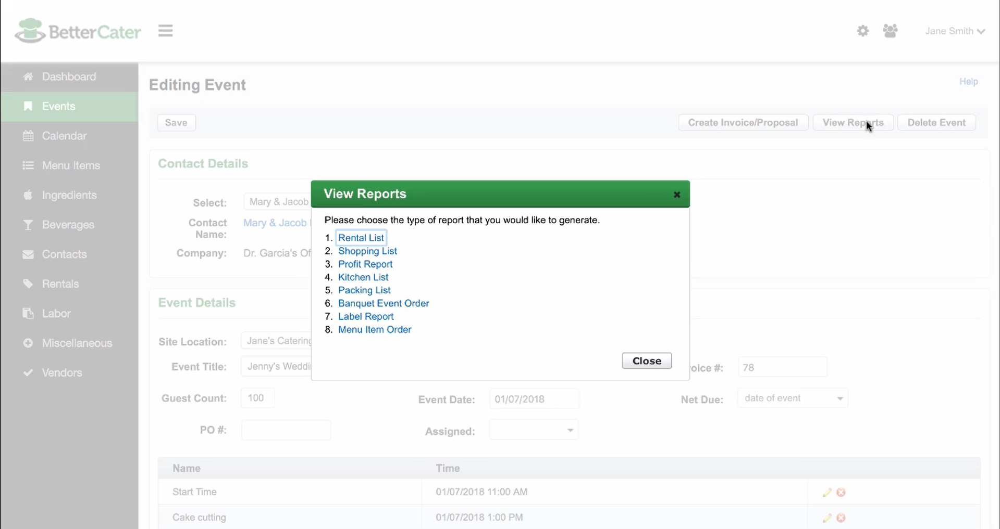 BetterCater
Jane Smith
Dashboard
Events
Calendar
Menu Items
Ingredients
Beverages
Contacts
Rentals
Labor
Miscellaneous
Vendors
Editing Event
Help
Save
Create Invoice/Proposal
View Reports
Delete Event
Contact Details
Select:
Mary & Jacob
Contact
Name:
Mary & Jacob
Company:
Dr. Garcia's
View Reports
Please choose the type of report that you would like to generate.
1. Rental List
2. Shopping List
3. Profit Report
4. Kitchen List
5. Packing List
6. Banquet Event Order
7. Label Report
8. Menu Item Order
Close
Event Details
Site Location:
Jane's Catering
Event Title:
Jenny's
#:
78
Guest Count:
100
Event Date:
01/07/2018
Net Due:
date of event
PO #:
Assigned:
Name Time
Start Time 01/07/2018 11:00 AM
Cake cutting 01/07/2018 1:00 PM